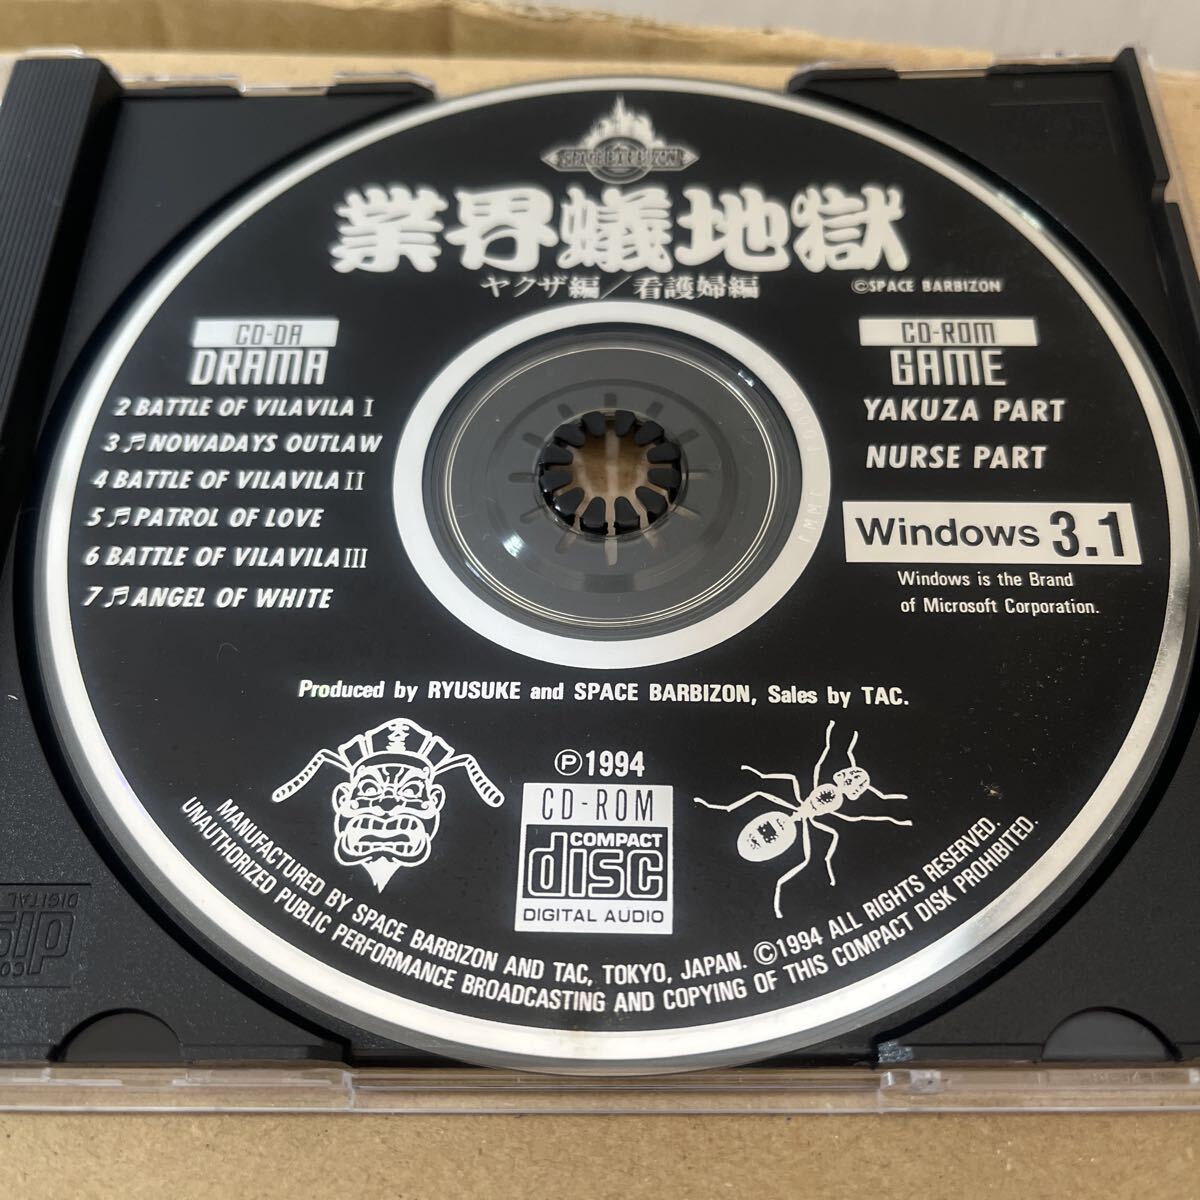 SPACE BARBIZON
業界蟻地獄
ヤクザ編/看護婦編
©SPACE BARBIZON
CD-DA
DRAMA
2 BATTLE OF VILAVILA I
3 ♬ NOWADAYS OUTLAW
4 BATTLE OF VILAVILA II
5 ♬ PATROL OF LOVE
6 BATTLE OF VILAVILA III
7 ♬ ANGEL OF WHITE
CD-ROM
GAME
YAKUZA PART
NURSE PART
Windows 3.1
Windows is the Brand
of Microsoft Corporation.
Produced by RYUSUKE and SPACE BARBIZON, Sales by TAC.
Ⓟ1994
CD-ROM
COMPACT
disc
DIGITAL AUDIO
MANUFACTURED BY SPACE BARBIZON AND TAC, TOKYO, JAPAN. ©1994 ALL RIGHTS RESERVED.
UNAUTHORIZED PUBLIC PERFORMANCE BROADCASTING AND COPYING OF THIS COMPACT DISK PROHIBITED.